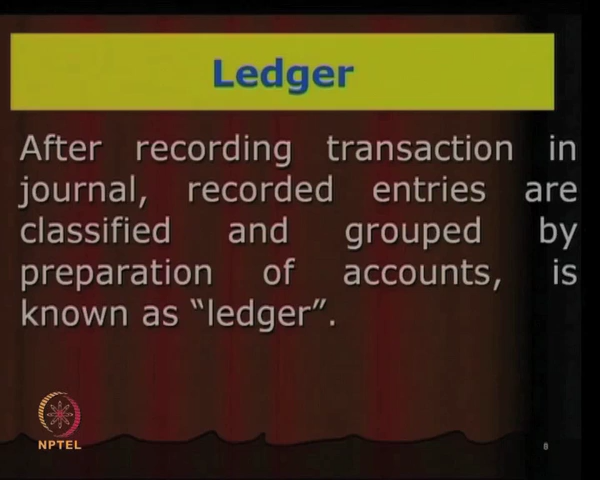 Ledger
After recording transaction in
journal, recorded entries are
classified and grouped by
preparation of accounts, is
known as “ledger”.
NPTEL
8